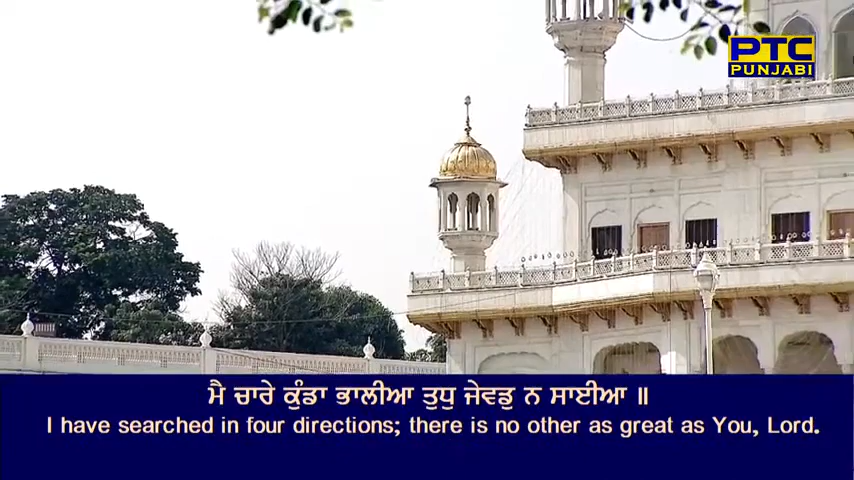 PTC
PUNJABI
ਮੈ ਚਾਰੇ ਕੁੰਡਾ ਭਾਲੀਆ ਤੁਧੁ ਜੇਵਡੁ ਨ ਸਾਈਆ ॥
I have searched in four directions; there is no other as great as You, Lord.